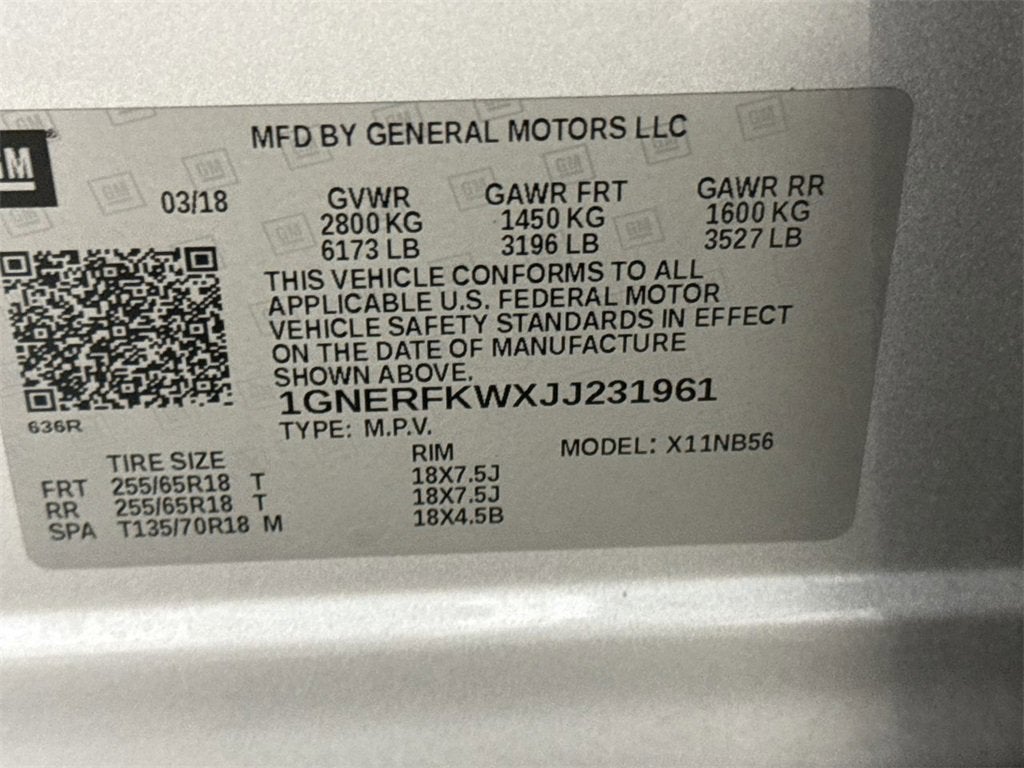 GM
MFD BY GENERAL MOTORS LLC
03/18 GVWR GAWR FRT GAWR RR
2800 KG 1450 KG 1600 KG
6173 LB 3196 LB 3527 LB
THIS VEHICLE CONFORMS TO ALL
APPLICABLE U.S. FEDERAL MOTOR
VEHICLE SAFETY STANDARDS IN EFFECT
ON THE DATE OF MANUFACTURE
SHOWN ABOVE.
1GNERFKWXJJ231961
636R
TYPE: M.P.V.
TIRE SIZE RIM MODEL: X11NB56
FRT 255/65R18 T 18X7.5J
RR 255/65R18 T 18X7.5J
SPA T135/70R18 M 18X4.5B